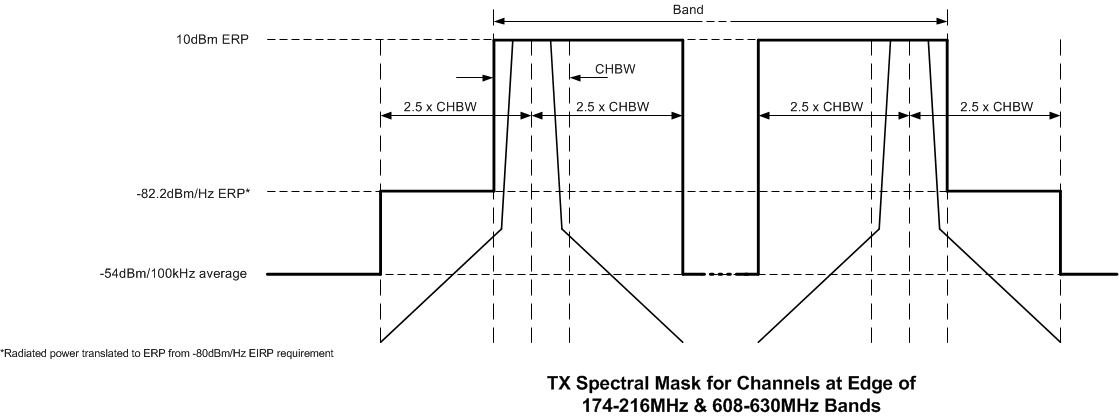 Band
10dBm ERP
CHBW
2.5 x CHBW
2.5 x CHBW
2.5 x CHBW
2.5 x CHBW
-82.2dBm/Hz ERP*
-54dBm/100kHz average
*Radiated power translated to ERP from -80dBm/Hz EIRP requirement
TX Spectral Mask for Channels at Edge of
174-216MHz & 608-630MHz Bands